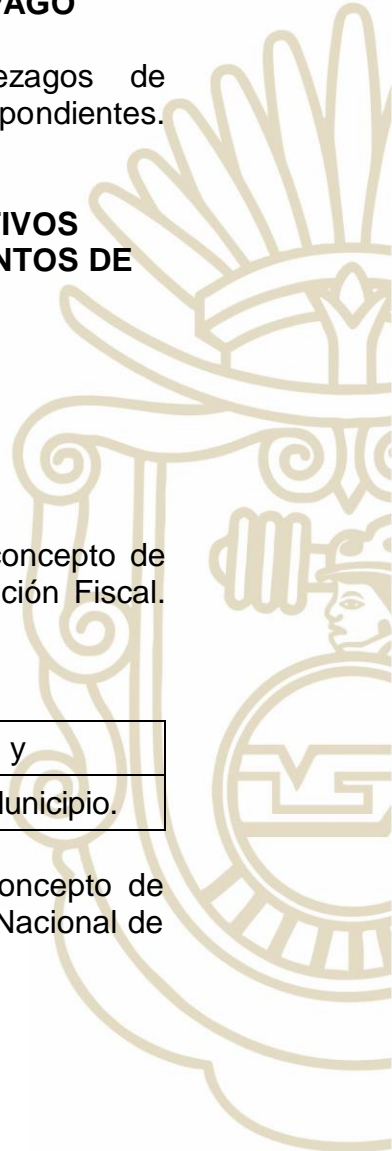 PAGO
ezagos de
pondientes.
TIVOS
NTOS DE
concepto de
ción Fiscal.
y
Municipio.
concepto de
Nacional de